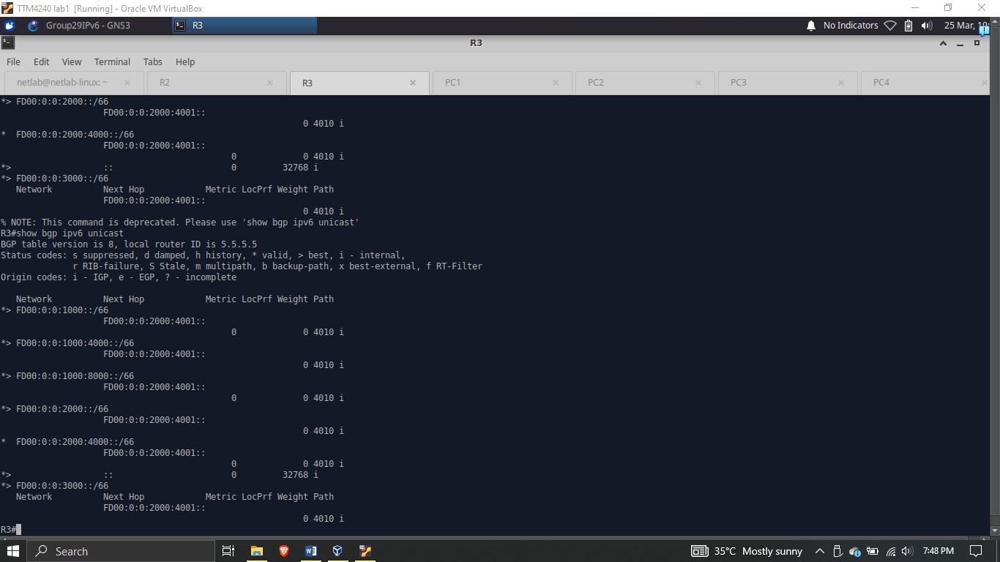 TTM4240 lab1 [Running] - Oracle VM VirtualBox
Group29IPv6 - GNS3
R3
No Indicators
25 Mar,
R3
File Edit View Terminal Tabs Help
netlab@netlab-linux: ~
R2
R3
PC1
PC2
PC3
PC4
*> FD00:0:0:2000::/66
FD00:0:0:2000:4001::
0 4010 i
* FD00:0:0:2000:4000::/66
FD00:0:0:2000:4001::
0 0 4010 i
*> :: 0 32768 i
*> FD00:0:0:3000::/66
Network Next Hop Metric LocPrf Weight Path
FD00:0:0:2000:4001::
0 4010 i
% NOTE: This command is deprecated. Please use 'show bgp ipv6 unicast'
R3#show bgp ipv6 unicast
BGP table version is 8, local router ID is 5.5.5.5
Status codes: s suppressed, d damped, h history, * valid, > best, i - internal,
r RIB-failure, S Stale, m multipath, b backup-path, x best-external, f RT-Filter
Origin codes: i - IGP, e - EGP, ? - incomplete
Network Next Hop Metric LocPrf Weight Path
*> FD00:0:0:1000::/66
FD00:0:0:2000:4001::
0 0 4010 i
*> FD00:0:0:1000:4000::/66
FD00:0:0:2000:4001::
0 4010 i
*> FD00:0:0:1000:8000::/66
FD00:0:0:2000:4001::
0 0 4010 i
*> FD00:0:0:2000::/66
FD00:0:0:2000:4001::
0 4010 i
* FD00:0:0:2000:4000::/66
FD00:0:0:2000:4001::
0 0 4010 i
*> :: 0 32768 i
*> FD00:0:0:3000::/66
Network Next Hop Metric LocPrf Weight Path
FD00:0:0:2000:4001::
0 4010 i
R3#
Search
35°C Mostly sunny
7:48 PM